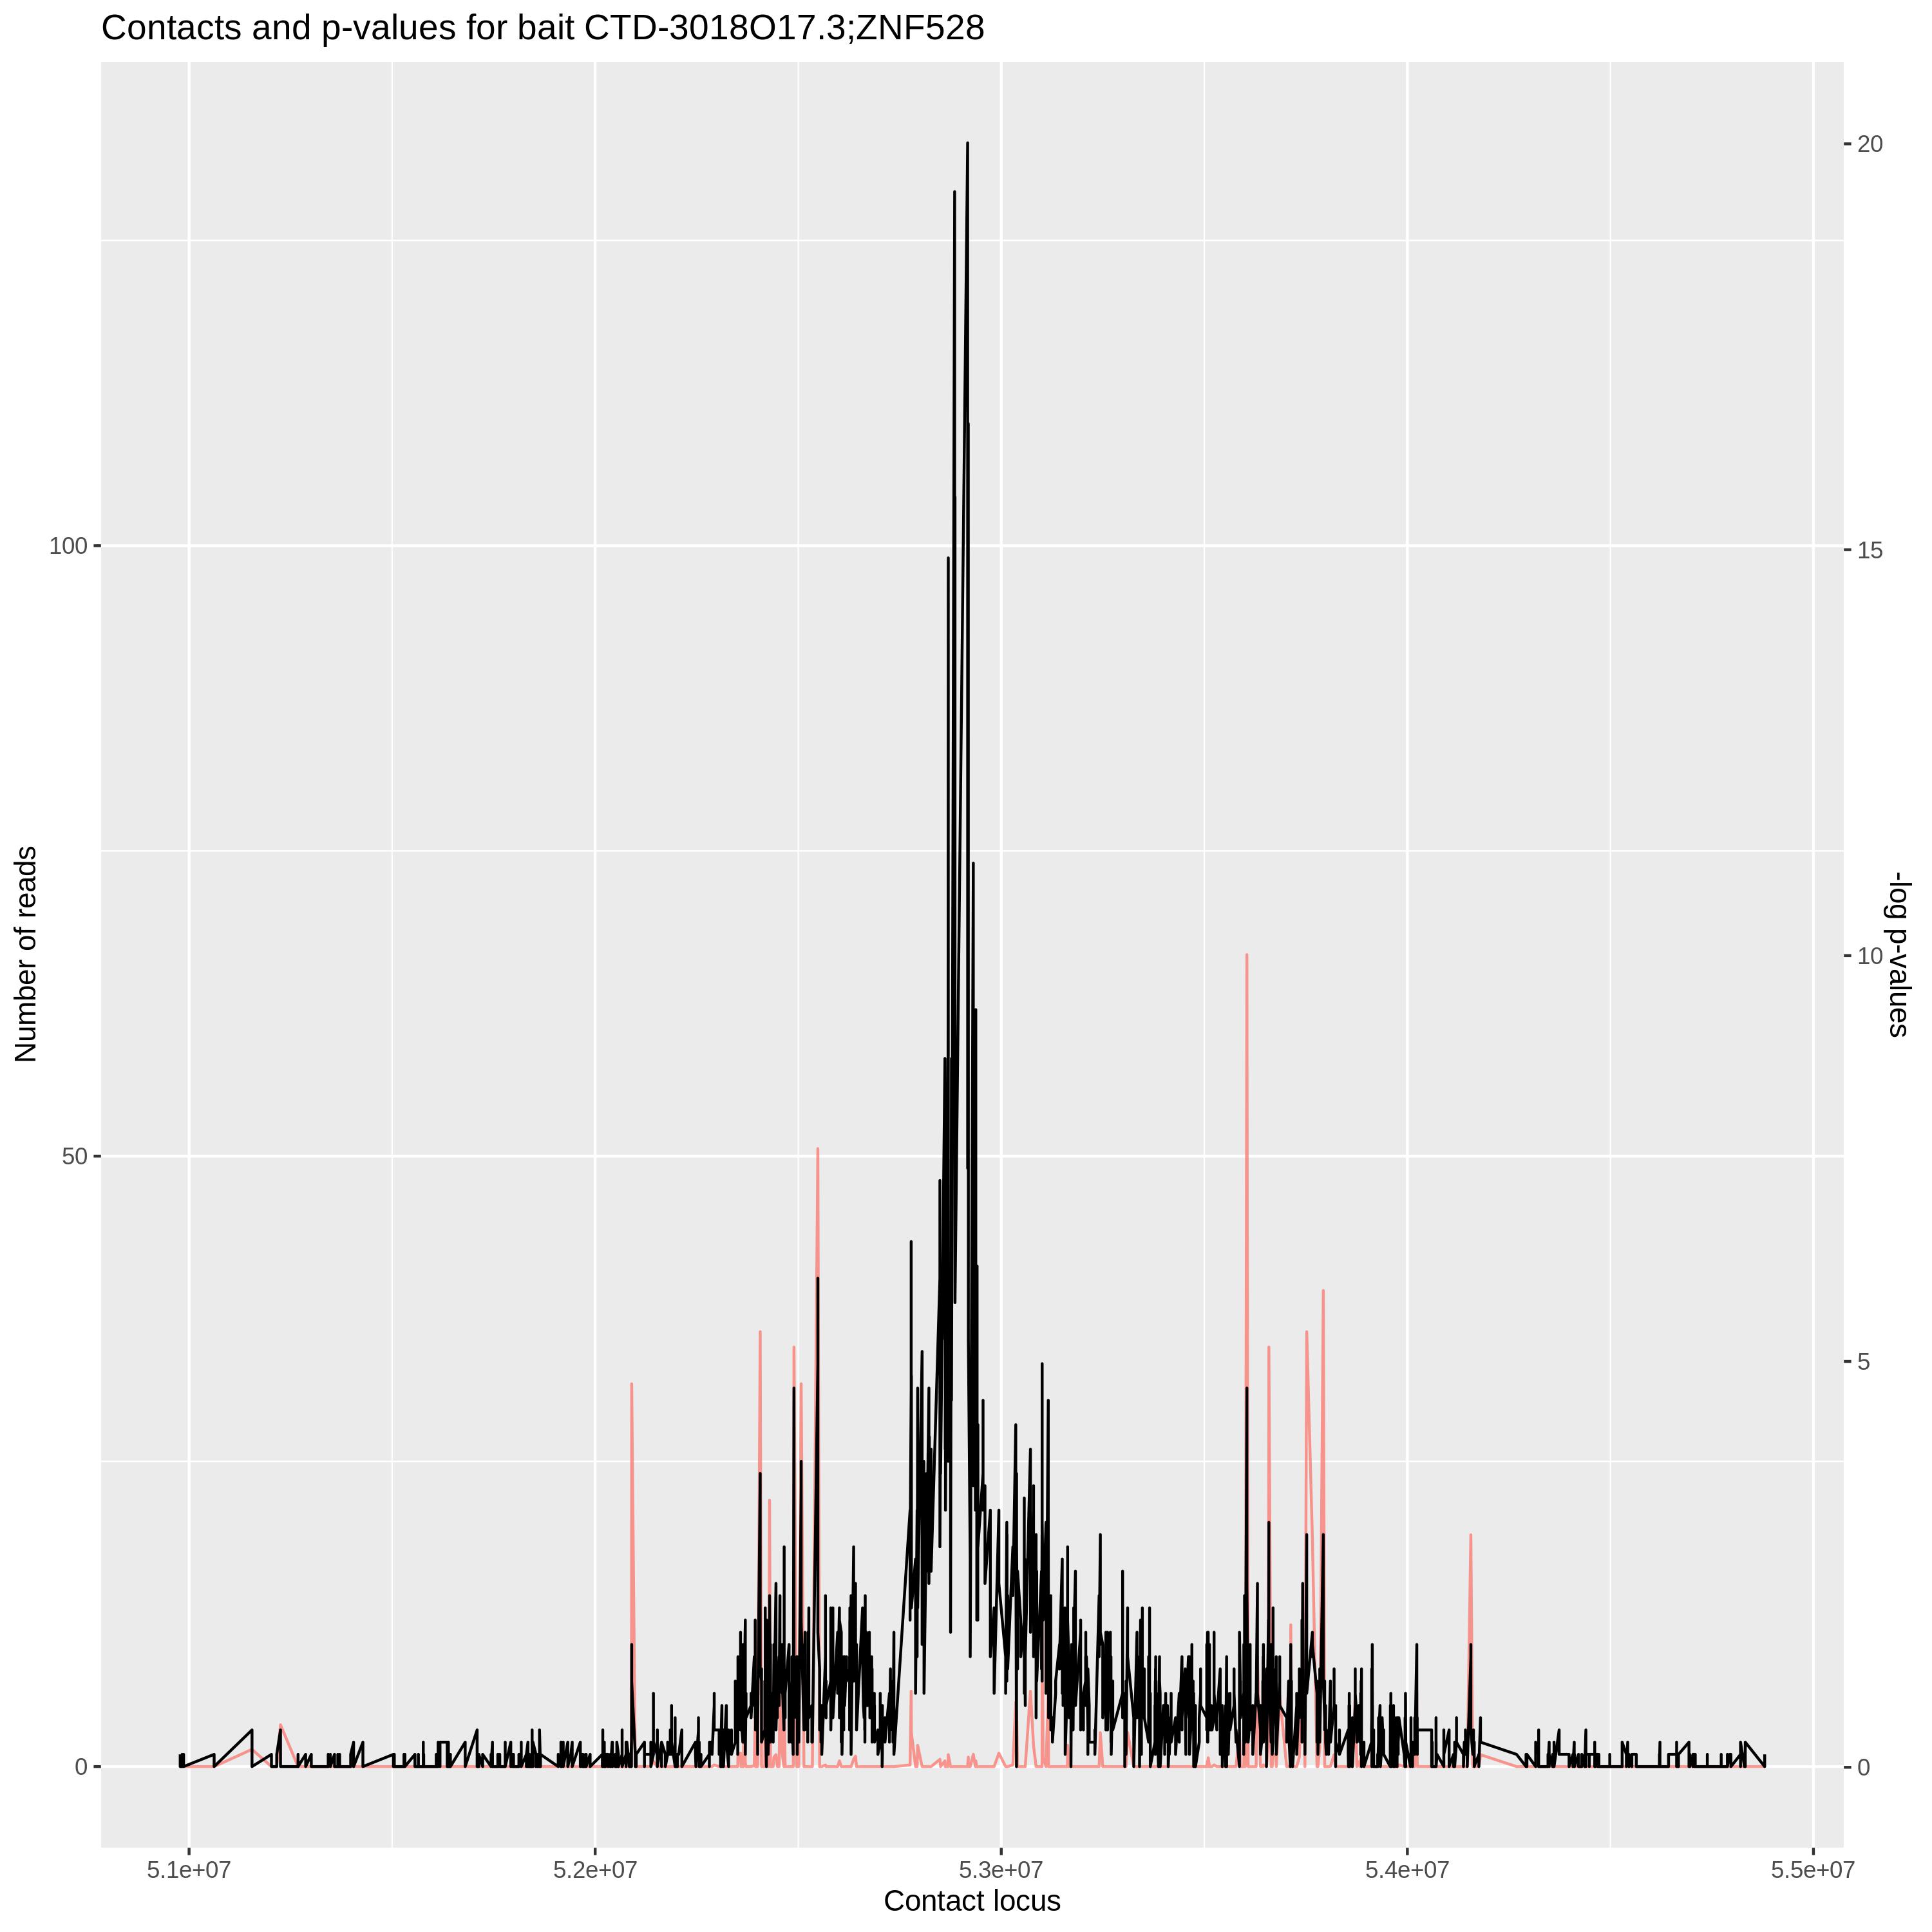 Contacts and p-values for bait CTD-3018O17.3;ZNF528
Number of reads
100
50
0
20
15
10
5
0
-log p-values
5.1e+07 5.2e+07 5.3e+07 5.4e+07 5.5e+07
Contact locus